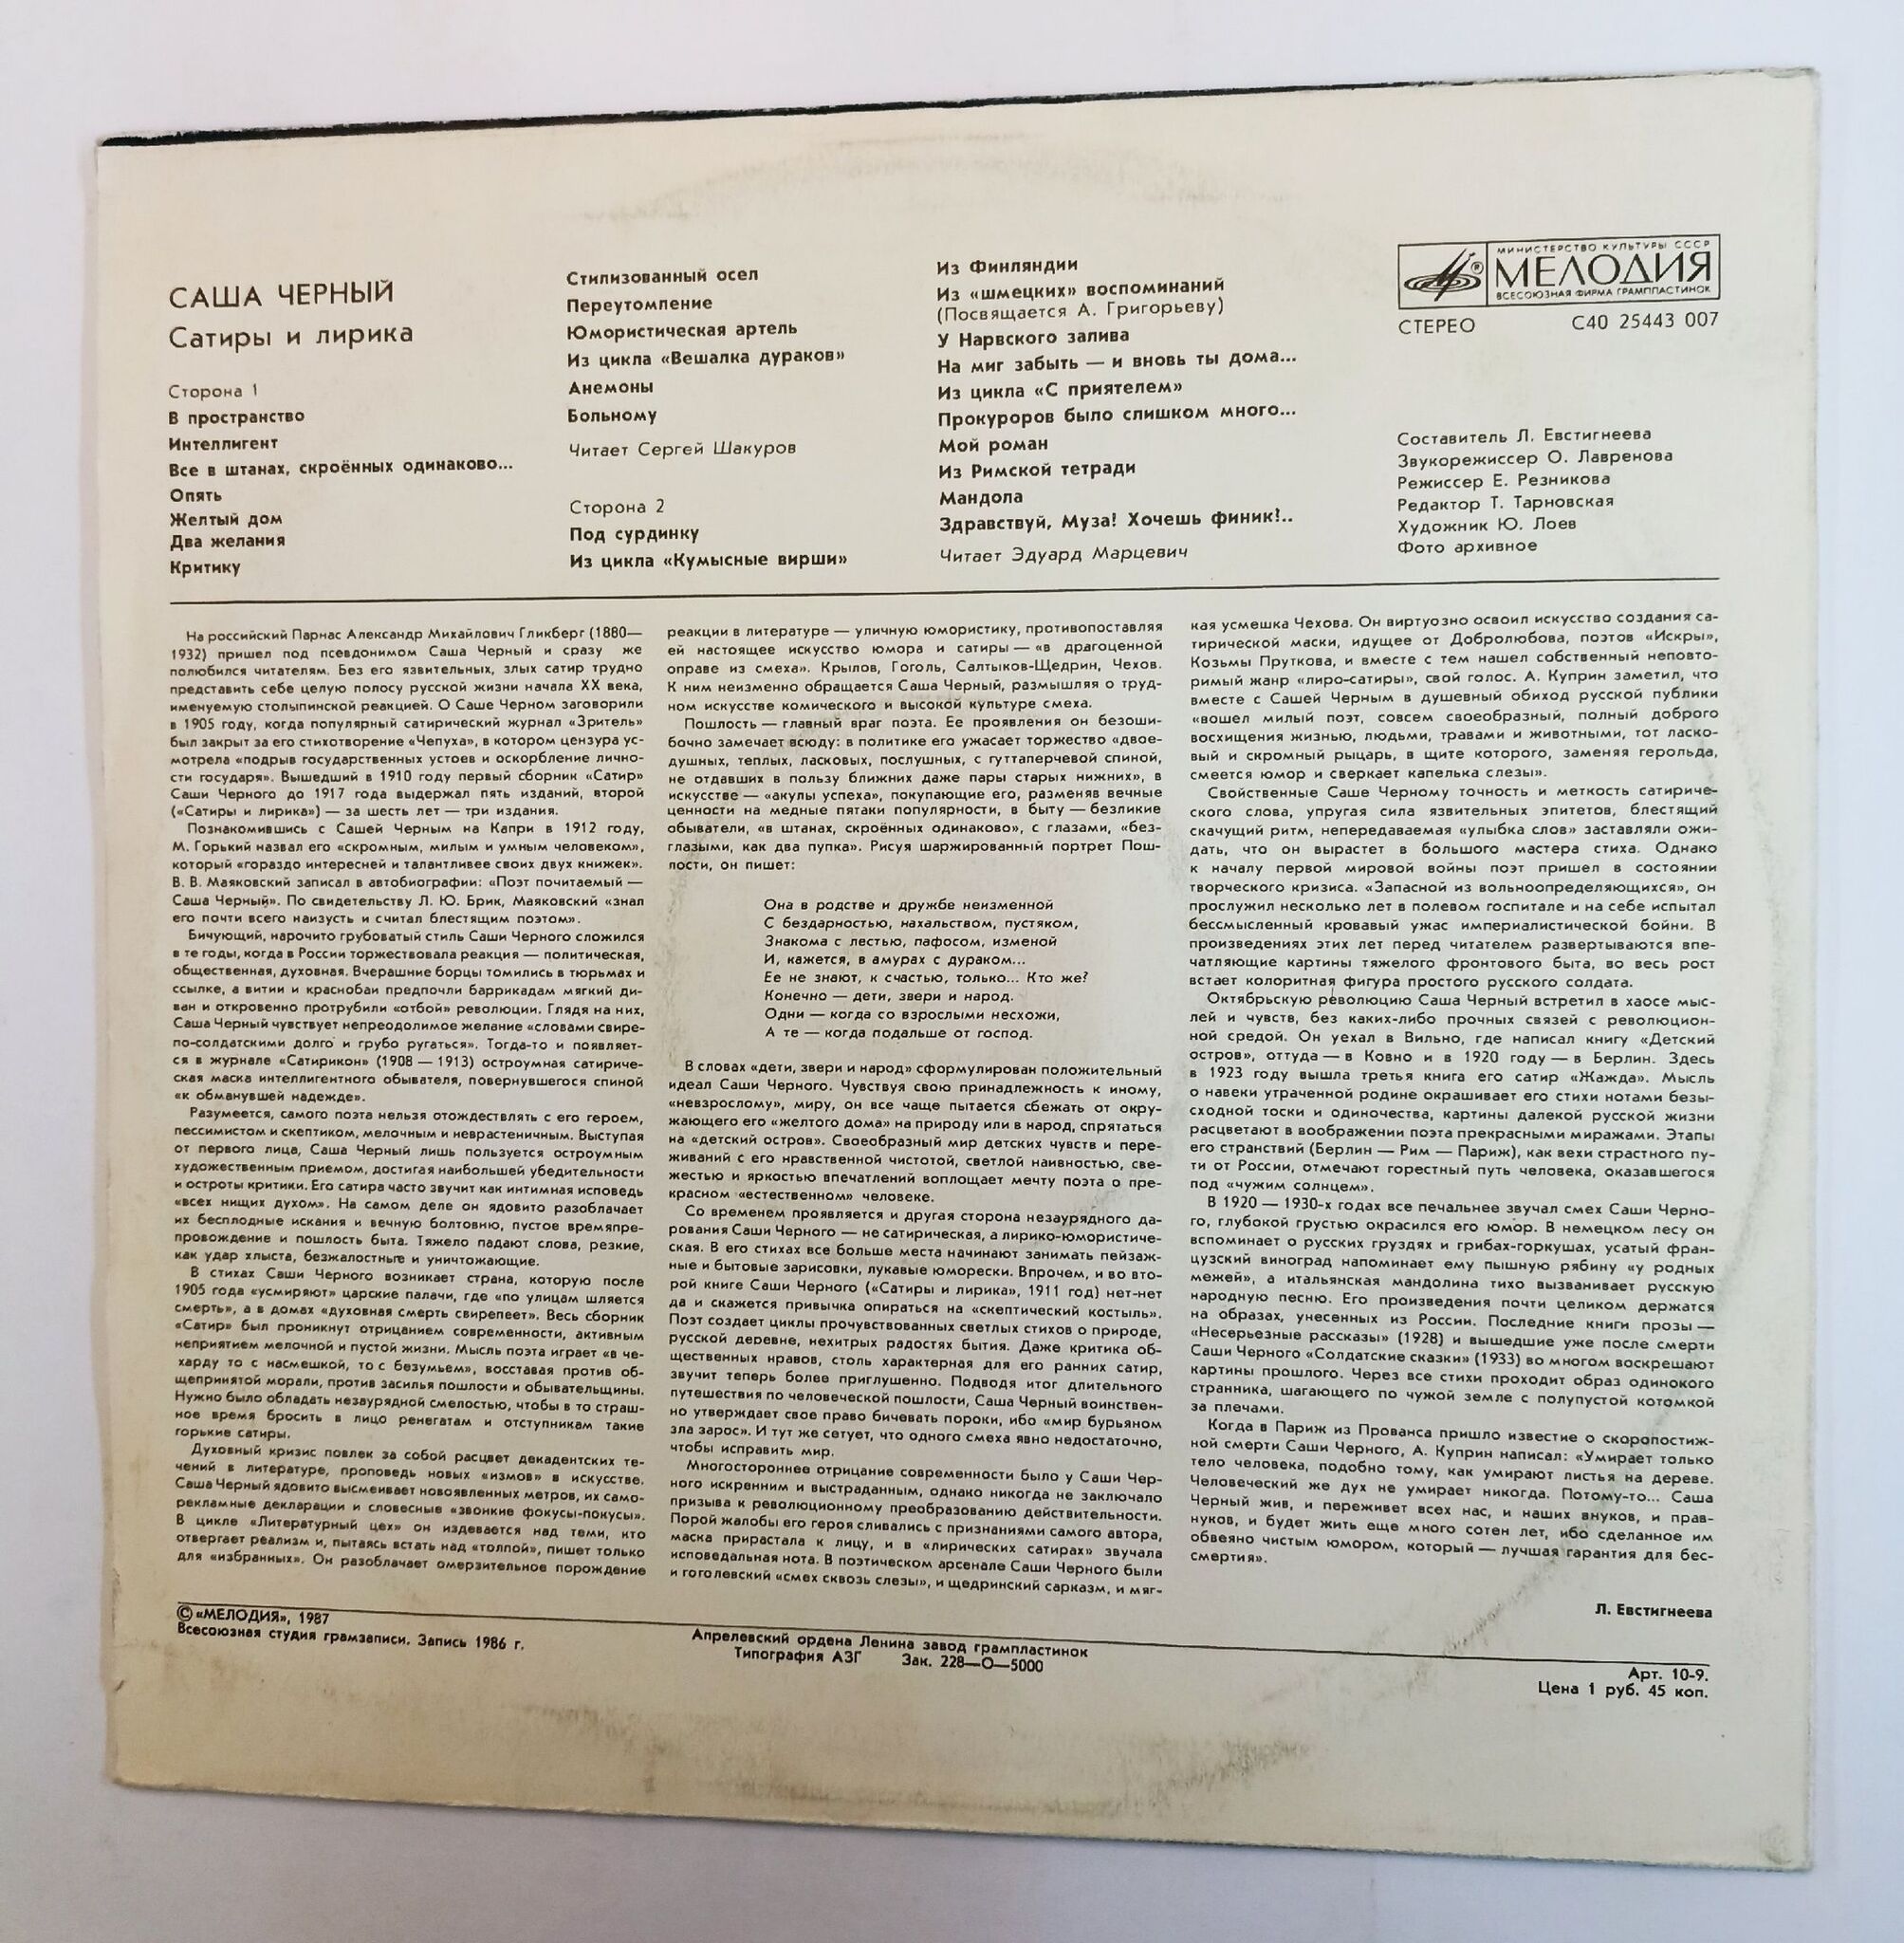 САША ЧЕРНЫЙ
Сатиры и лирика
Сторона 1
В пространство
Интеллигент
Все в штанах, скроённых одинаково...
Опять
Желтый дом
Два желания
Критику
Стилизованный осел
Переутомление
Юмористическая артель
Из цикла «Вешалка дураков»
Анемоны
Больному
Читает Сергей Шакуров
Сторона 2
Под сурдинку
Из цикла «Кумысные вирши»
Из Финляндии
Из «шмецких» воспоминаний
(Посвящается А. Григорьеву)
У Нарвского залива
На миг забыть — и вновь ты дома...
Из цикла «С приятелем»
Прокуроров было слишком много...
Мой роман
Из Римской тетради
Мандола
Здравствуй, Муза! Хочешь финик!..
Читает Эдуард Марцевич
МИНИСТЕРСТВО КУЛЬТУРЫ СССР
МЕЛОДИЯ
ВСЕСОЮЗНАЯ ФИРМА ГРАМПЛАСТИНОК
СТЕРЕО С40 25443 007
Составитель Л. Евстигнеева
Звукорежиссер О. Лавренова
Режиссер Е. Резникова
Редактор Т. Тарновская
Художник Ю. Лоев
Фото архивное
На российский Парнас Александр Михайлович Гликберг (1880—
1932) пришел под псевдонимом Саша Черный и сразу же
полюбился читателям. Без его язвительных, злых сатир трудно
представить себе целую полосу русской жизни начала XX века,
именуемую столыпинской реакцией. О Саше Черном заговорили
в 1905 году, когда популярный сатирический журнал «Зритель»
был закрыт за его стихотворение «Чепуха», в котором цензура ус-
мотрела «подрыв государственных устоев и оскорбление лично-
сти государя». Вышедший в 1910 году первый сборник «Сатир»
Саши Черного до 1917 года выдержал пять изданий, второй
(«Сатиры и лирика») — за шесть лет — три издания.
Познакомившись с Сашей Черным на Капри в 1912 году,
М. Горький назвал его «скромным, милым и умным человеком»,
который «гораздо интересней и талантливее своих двух книжек».
В. В. Маяковский записал в автобиографии: «Поэт почитаемый —
Саша Черный». По свидетельству Л. Ю. Брик, Маяковский «знал
его почти всего наизусть и считал блестящим поэтом».
Бичующий, нарочито грубоватый стиль Саши Черного сложился
в те годы, когда в России торжествовала реакция — политическая,
общественная, духовная. Вчерашние борцы томились в тюрьмах и
ссылке, а витии и краснобаи предпочли баррикадам мягкий ди-
ван и откровенно протрубили «отбой» революции. Глядя на них,
Саша Черный чувствует непреодолимое желание «словами свире-
по-солдатскими долго и грубо ругаться». Тогда-то и появляет-
ся в журнале «Сатирикон» (1908 — 1913) остроумная сатириче-
ская маска интеллигентного обывателя, повернувшегося спиной
«к обманувшей надежде».
Разумеется, самого поэта нельзя отождествлять с его героем,
пессимистом и скептиком, мелочным и неврастеничным. Выступая
от первого лица, Саша Черный лишь пользуется остроумным
художественным приемом, достигая наибольшей убедительности
и остроты критики. Его сатира часто звучит как интимная исповедь
«всех нищих духом». На самом деле он ядовито разоблачает
их бесплодные искания и вечную болтовню, пустое времяпре-
провождение и пошлость быта. Тяжело падают слова, резкие,
как удар хлыста, безжалостные и уничтожающие.
В стихах Саши Черного возникает страна, которую после
1905 года «усмиряют» царские палачи, где «по улицам шляется
смерть», а в домах «духовная смерть свирепеет». Весь сборник
«Сатир» был проникнут отрицанием современности, активным
неприятием мелочной и пустой жизни. Мысль поэта играет «в че-
харду то с насмешкой, то с безумьем», восставая против об-
щепринятой морали, против засилья пошлости и обывательщины.
Нужно было обладать незаурядной смелостью, чтобы в то страш-
ное время бросить в лицо ренегатам и отступникам такие
горькие сатиры.
Духовный кризис повлек за собой расцвет декадентских те-
чений в литературе, проповедь новых «измов» в искусстве.
Саша Черный ядовито высмеивает новоявленных метров, их само-
рекламные декларации и словесные «звонкие фокусы-покусы».
В цикле «Литературный цех» он издевается над теми, кто
отвергает реализм и, пытаясь встать над «толпой», пишет только
для «избранных». Он разоблачает омерзительное порождение
реакции в литературе — уличную юмористику, противопоставляя
ей настоящее искусство юмора и сатиры — «в драгоценной
оправе из смеха». Крылов, Гоголь, Салтыков-Щедрин, Чехов.
К ним неизменно обращается Саша Черный, размышляя о труд-
ном искусстве комического и высокой культуре смеха.
Пошлость — главный враг поэта. Ее проявления он безоши-
бочно замечает всюду: в политике его ужасает торжество «двое-
душных, теплых, ласковых, послушных, с гуттаперчевой спиной,
не отдавших в пользу ближних даже пары старых нижних», в
искусстве — «акулы успеха», покупающие его, разменяв вечные
ценности на медные пятаки популярности, в быту — безликие
обыватели, «в штанах, скроённых одинаково», с глазами, «без-
глазыми, как два пупка». Рисуя шаржированный портрет Пош-
лости, он пишет:
Она в родстве и дружбе неизменной
С бездарностью, нахальством, пустяком,
Знакома с лестью, пафосом, изменой
И, кажется, в амурах с дураком...
Ее не знают, к счастью, только... Кто же?
Конечно — дети, звери и народ.
Одни — когда со взрослыми несхожи,
А те — когда подальше от господ.
В словах «дети, звери и народ» сформулирован положительный
идеал Саши Черного. Чувствуя свою принадлежность к иному,
«невзрослому», миру, он все чаще пытается сбежать от окру-
жающего его «желтого дома» на природу или в народ, спрятаться
на «детский остров». Своеобразный мир детских чувств и пере-
живаний с его нравственной чистотой, светлой наивностью, све-
жестью и яркостью впечатлений воплощает мечту поэта о пре-
красном «естественном» человеке.
Со временем проявляется и другая сторона незаурядного да-
рования Саши Черного — не сатирическая, а лирико-юмористиче-
ская. В его стихах все больше места начинают занимать пейзаж-
ные и бытовые зарисовки, лукавые юморески. Впрочем, и во вто-
рой книге Саши Черного («Сатиры и лирика», 1911 год) нет-нет
да и скажется привычка опираться на «скептический костыль».
Поэт создает циклы прочувствованных светлых стихов о природе,
русской деревне, нехитрых радостях бытия. Даже критика об-
щественных нравов, столь характерная для его ранних сатир,
звучит теперь более приглушенно. Подводя итог длительного
путешествия по человеческой пошлости, Саша Черный воинствен-
но утверждает свое право бичевать пороки, ибо «мир бурьяном
зла зарос». И тут же сетует, что одного смеха явно недостаточно,
чтобы исправить мир.
Многостороннее отрицание современности было у Саши Чер-
ного искренним и выстраданным, однако никогда не заключало
призыва к революционному преобразованию действительности.
Порой жалобы его героя сливались с признаниями самого автора,
маска прирастала к лицу, и в «лирических сатирах» звучала
исповедальная нота. В поэтическом арсенале Саши Черного были
и гоголевский «смех сквозь слезы», и щедринский сарказм, и мяг-
кая усмешка Чехова. Он виртуозно освоил искусство создания са-
тирической маски, идущее от Добролюбова, поэтов «Искры»,
Козьмы Пруткова, и вместе с тем нашел собственный неповто-
римый жанр «лиро-сатиры», свой голос. А. Куприн заметил, что
вместе с Сашей Черным в душевный обиход русской публики
«вошел милый поэт, совсем своеобразный, полный доброго
восхищения жизнью, людьми, травами и животными, тот ласко-
вый и скромный рыцарь, в щите которого, заменяя герольда,
смеется юмор и сверкает капелька слезы».
Свойственные Саше Черному точность и меткость сатириче-
ского слова, упругая сила язвительных эпитетов, блестящий
скачущий ритм, непередаваемая «улыбка слов» заставляли ожи-
дать, что он вырастет в большого мастера стиха. Однако
к началу первой мировой войны поэт пришел в состоянии
творческого кризиса. «Запасной из вольноопределяющихся», он
прослужил несколько лет в полевом госпитале и на себе испытал
бессмысленный кровавый ужас империалистической бойни. В
произведениях этих лет перед читателем развертываются впе-
чатляющие картины тяжелого фронтового быта, во весь рост
встает колоритная фигура простого русского солдата.
Октябрьскую революцию Саша Черный встретил в хаосе мыс-
лей и чувств, без каких-либо прочных связей с революцион-
ной средой. Он уехал в Вильно, где написал книгу «Детский
остров», оттуда — в Ковно и в 1920 году — в Берлин. Здесь
в 1923 году вышла третья книга его сатир «Жажда». Мысль
о навеки утраченной родине окрашивает его стихи нотами безы-
сходной тоски и одиночества, картины далекой русской жизни
расцветают в воображении поэта прекрасными миражами. Этапы
его странствий (Берлин — Рим — Париж), как вехи страстного пу-
ти от России, отмечают горестный путь человека, оказавшегося
под «чужим солнцем».
В 1920 — 1930-х годах все печальнее звучал смех Саши Черно-
го, глубокой грустью окрасился его юмор. В немецком лесу он
вспоминает о русских груздях и грибах-горкушах, усатый фран-
цузский виноград напоминает ему пышную рябину «у родных
межей», а итальянская мандолина тихо вызванивает русскую
народную песню. Его произведения почти целиком держатся
на образах, унесенных из России. Последние книги прозы —
«Несерьезные рассказы» (1928) и вышедшие уже после смерти
Саши Черного «Солдатские сказки» (1933) во многом воскрешают
картины прошлого. Через все стихи проходит образ одинокого
странника, шагающего по чужой земле с полупустой котомкой
за плечами.
Когда в Париж из Прованса пришло известие о скоропостиж-
ной смерти Саши Черного, А. Куприн написал: «Умирает только
тело человека, подобно тому, как умирают листья на дереве.
Человеческий же дух не умирает никогда. Потому-то... Саша
Черный жив, и переживет всех нас, и наших внуков, и прав-
нуков, и будет жить еще много сотен лет, ибо сделанное им
обвеяно чистым юмором, который — лучшая гарантия для бес-
смертия».
Л. Евстигнеева
© «МЕЛОДИЯ», 1987
Всесоюзная студия грамзаписи. Запись 1986 г.
Апрелевский ордена Ленина завод грампластинок
Типография АЗГ Зак. 228—О—5000
Арт. 10-9.
Цена 1 руб. 45 коп.